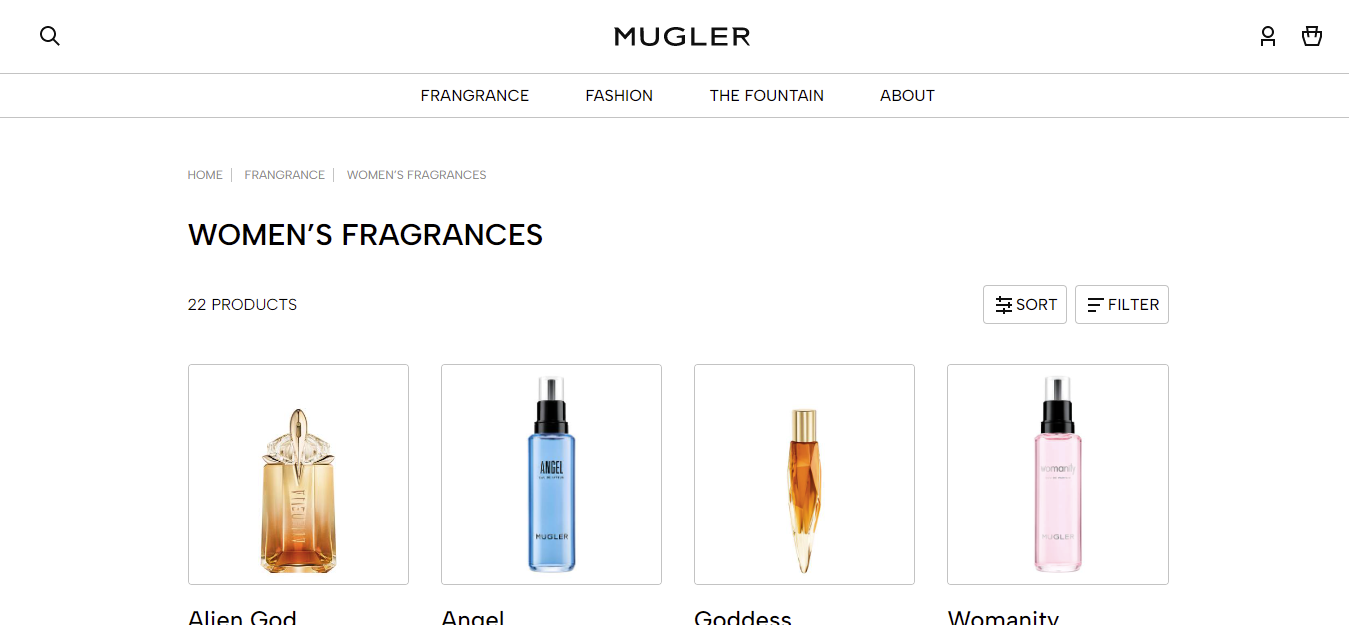 MUGLER
FRANGRANCE FASHION THE FOUNTAIN ABOUT
HOME FRANGRANCE WOMEN'S FRAGRANCES
WOMEN'S FRAGRANCES
22 PRODUCTS SORT FILTER
ANGEL
womanity
MUGLER MUGLER
Alien God Angel Goddess Womanity